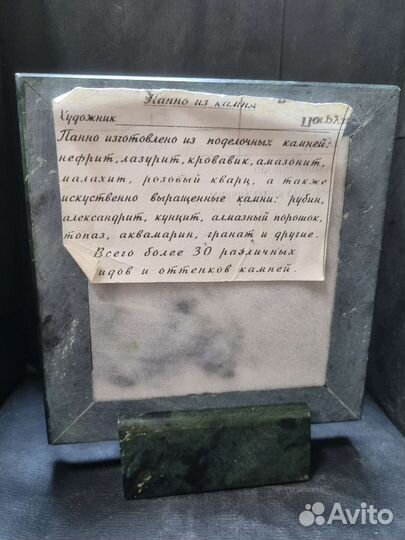 Панно из камня
Художник
Панно изготовлено из поделочных камней:
нефрит, лазурит, кровавик, амазонит,
малахит, розовый кварц, а также
искуственно выращенные камни: рубин,
александрит, кунцит, алмазный порошок,
топаз, аквамарин, гранат и другие.
Всего более 30 различных
идов и оттенков камней.
Avito